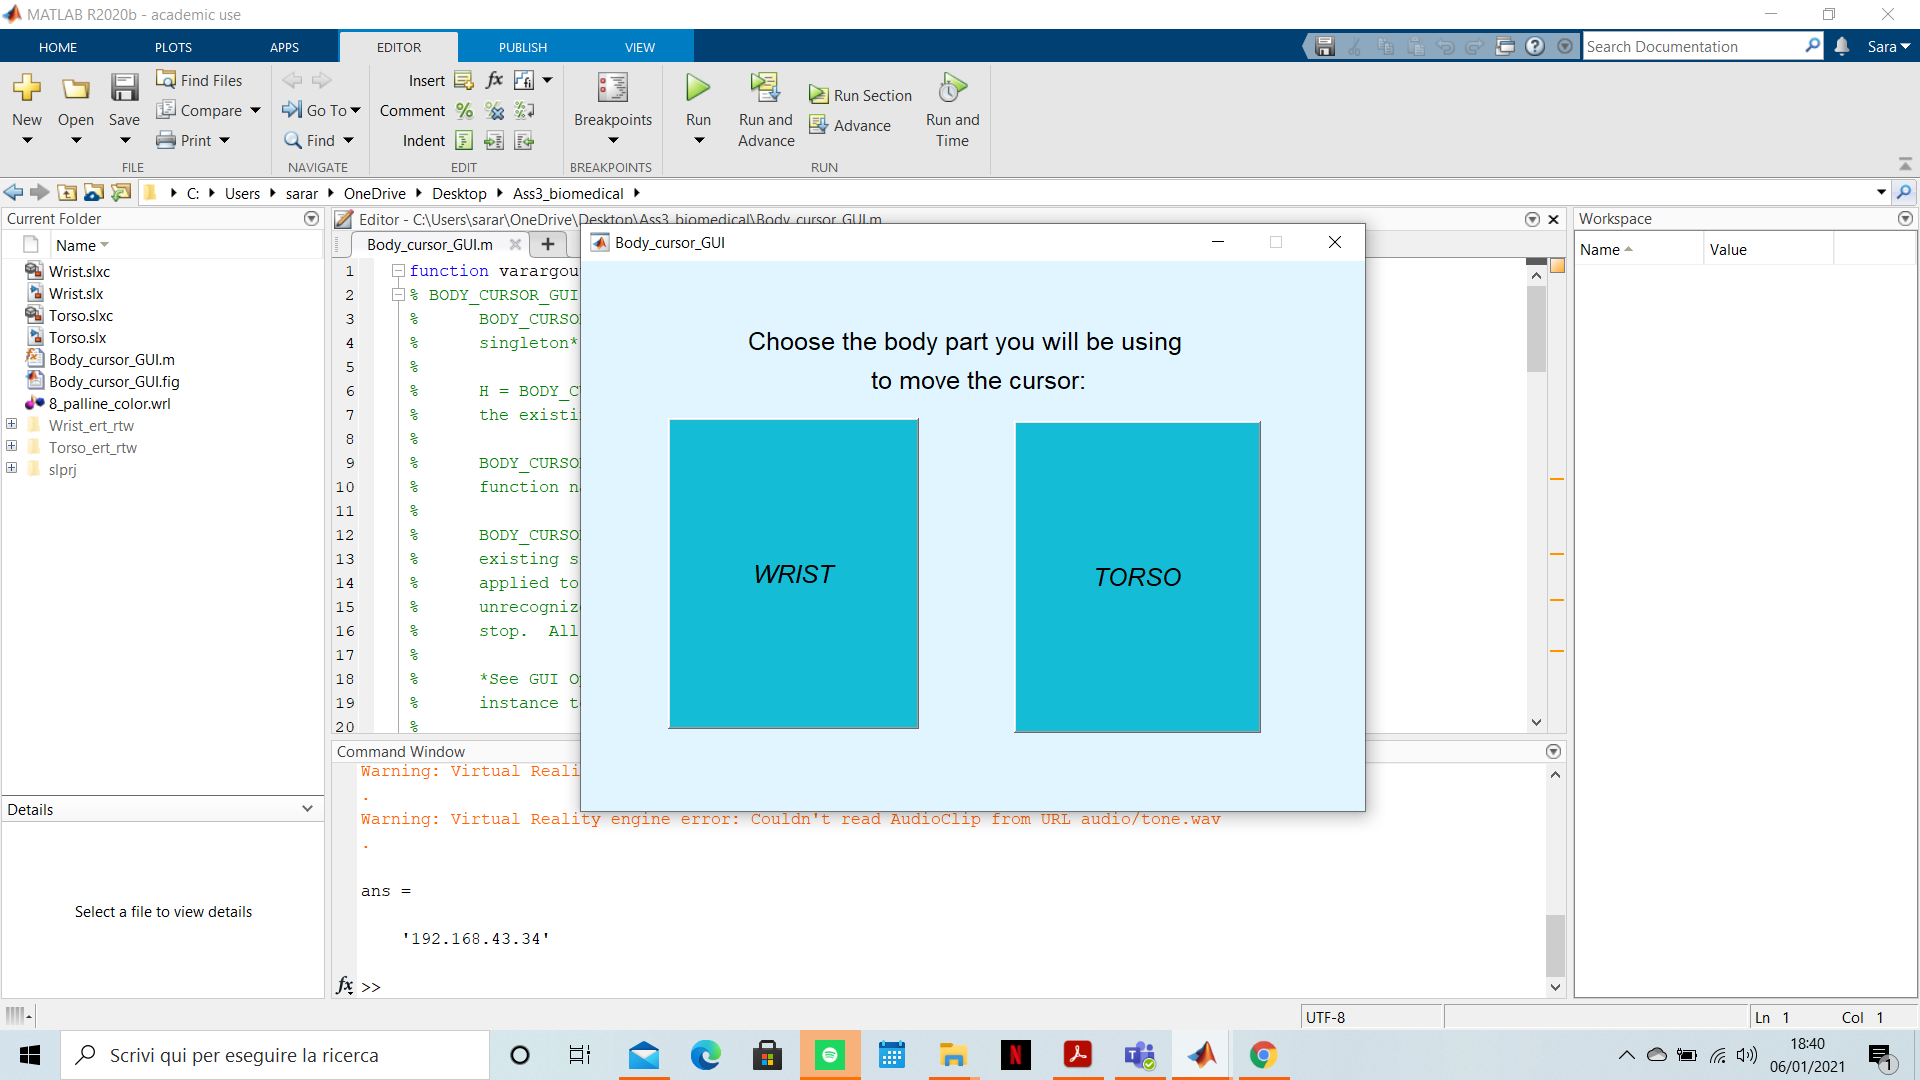 MATLAB R2020b - academic use
HOME PLOTS APPS EDITOR PUBLISH VIEW
Search Documentation
Sara
New
Open
Save
Find Files
Compare
Print
FILE
Go To
Find
NAVIGATE
Insert
Comment
Indent
EDIT
Breakpoints
BREAKPOINTS
Run
Run and Advance
Run Section
Advance
Run and Time
RUN
C: Users sarar OneDrive Desktop Ass3_biomedical
Current Folder
Name
Wrist.slxc
Wrist.slx
Torso.slxc
Torso.slx
Body_cursor_GUI.m
Body_cursor_GUI.fig
8_palline_color.wrl
Wrist_ert_rtw
Torso_ert_rtw
slprj
Details
Select a file to view details
Editor - C:\Users\sarar\OneDrive\Desktop\Ass3_biomedical\Body_cursor_GUI.m
Body_cursor_GUI.m
1 function varargou
2 % BODY_CURSOR_GUI
3 % BODY_CURSO
4 % singleton*
5 %
6 % H = BODY_C
7 % the existi
8 %
9 % BODY_CURSO
10 % function n
11 %
12 % BODY_CURSO
13 % existing s
14 % applied to
15 % unrecogniz
16 % stop. All
17 %
18 % *See GUI O
19 % instance t
20 %
Body_cursor_GUI
Choose the body part you will be using
to move the cursor:
WRIST
TORSO
Command Window
Warning: Virtual Reali
.
Warning: Virtual Reality engine error: Couldn't read AudioClip from URL audio/tone.wav
.
ans =
'192.168.43.34'
fx >>
Workspace
Name Value
UTF-8
Ln 1 Col 1
Scrivi qui per eseguire la ricerca
18:40
06/01/2021
1